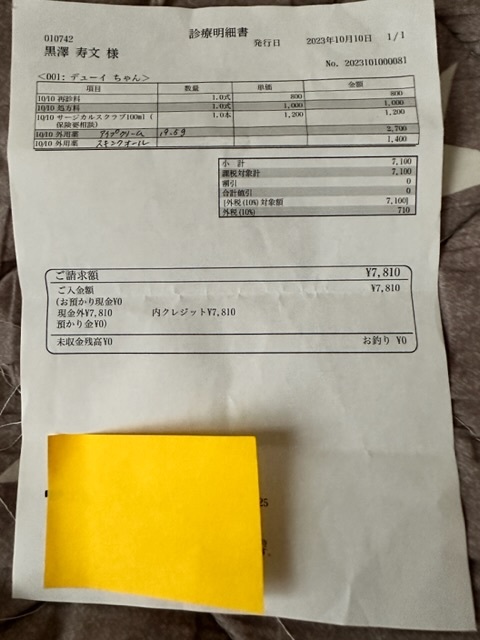 診療明細書
010742
発行日 2023年10月10日 1/1
黒澤 寿文 様
No. 2023101000081
<001: デューイ ちゃん>
項目 数量 単価 金額
10/10 再診料 1.0式 800 800
10/10 処方料 1.0式 1,000 1,000
10/10 サージカルスクラブ100ml ( 1.0本 1,200 1,200
保険要相談)
10/10 外用薬 19.5g 2,700
10/10 外用薬 スキンオイル 1,400
小 計 7,100
課税対象計 7,100
割引 0
合計値引 0
[外税(10%) 対象額 7,100]
外税(10%) 710
ご請求額 ¥7,810
ご入金額 ¥7,810
(お預かり現金¥0
現金外¥7,810 内クレジット¥7,810
預かり金¥0)
未収金残高¥0 お釣り ¥0